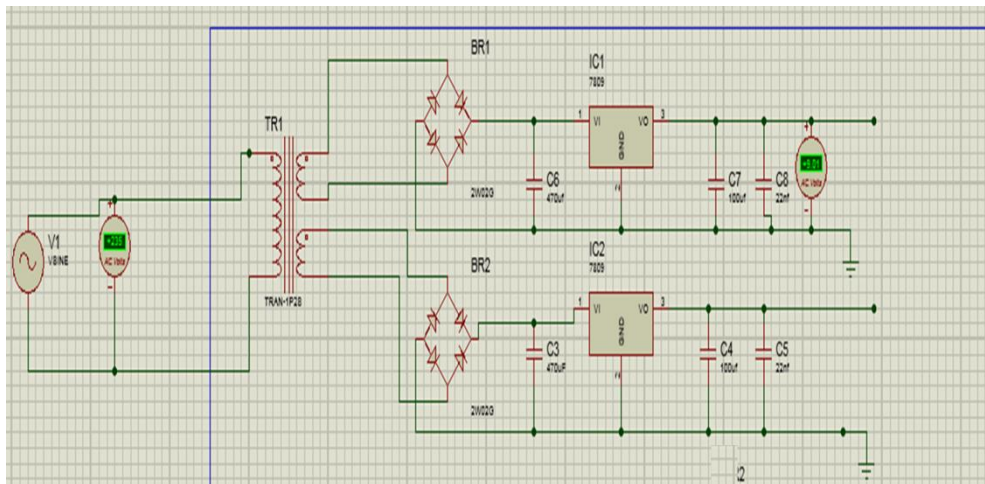 BR1
IC1
7809
TR1
1
VI
VO
3
GND
2W02G
C6
470uf
C7
100uf
C8
22nf
+9.01
AC Volts
V1
VSINE
+235
AC Volts
TRAN-1P2S
BR2
IC2
7809
1
VI
VO
3
GND
2W02G
C3
470uF
C4
100uf
C5
22nf